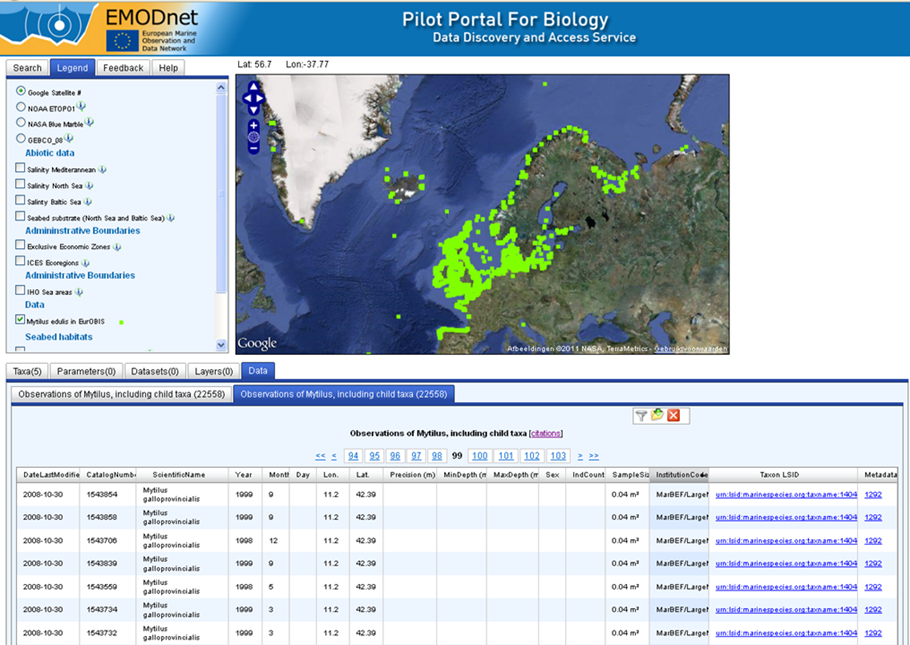 EMODnet
European Marine
Observation and
Data Network
Pilot Portal For Biology
Data Discovery and Access Service
Search Legend Feedback Help
Lat: 56.7 Lon:-37.77
Google Satellite #
NOAA ETOPO1
NASA Blue Marble
GEBCO_08
Abiotic data
Salinity Mediterannean
Salinity North Sea
Salinty Baltic Sea
Seabed substrate (North Sea and Baltic Sea)
Admininstrative Boundaries
Exclusive Economic Zones
ICES Ecoregions
Administrative Boundaries
IHO Sea areas
Data
Mytilus edulis in EurOBIS
Seabed habitats
Google
Afbeeldingen ©2011 NASA, TerraMetrics - Gebruiksvoorwaarden
Taxa(5) Parameters(0) Datasets(0) Layers(0) Data
Observations of Mytilus, including child taxa (22558) Observations of Mytilus, including child taxa (22558)
Observations of Mytilus, including child taxa [citations]
<< < 94 95 96 97 98 99 100 101 102 103 > >>
DateLastModifie CatalogNumb ScientificName Year Month Day Lon. Lat. Precision (m) MinDepth (m MaxDepth (m Sex IndCount SampleSiz InstitutionCode Taxon LSID Metadata
2008-10-30 1543854 Mytilus galloprovincialis 1999 9 11.2 42.39 0.04 m² MarBEF/Large urn:lsid:marinespecies.org:taxname:1404 1292
2008-10-30 1543858 Mytilus galloprovincialis 1999 9 11.2 42.39 0.04 m² MarBEF/Large urn:lsid:marinespecies.org:taxname:1404 1292
2008-10-30 1543706 Mytilus galloprovincialis 1998 12 11.2 42.39 0.04 m² MarBEF/Large urn:lsid:marinespecies.org:taxname:1404 1292
2008-10-30 1543839 Mytilus galloprovincialis 1999 9 11.2 42.39 0.04 m² MarBEF/Large urn:lsid:marinespecies.org:taxname:1404 1292
2008-10-30 1543559 Mytilus galloprovincialis 1998 5 11.2 42.39 0.04 m² MarBEF/Large urn:lsid:marinespecies.org:taxname:1404 1292
2008-10-30 1543734 Mytilus galloprovincialis 1999 3 11.2 42.39 0.04 m² MarBEF/Large urn:lsid:marinespecies.org:taxname:1404 1292
2008-10-30 1543732 Mytilus galloprovincialis 1999 3 11.2 42.39 0.04 m² MarBEF/Large urn:lsid:marinespecies.org:taxname:1404 1292